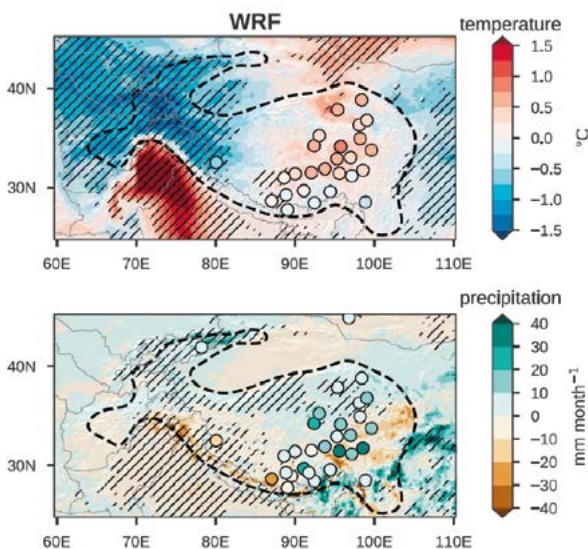 WRF
temperature
40N
30N
60E 70E 80E 90E 100E 110E
1.5
1.0
0.5
0.0
−0.5
−1.0
−1.5
°C
precipitation
40N
30N
60E 70E 80E 90E 100E 110E
40
30
20
10
0
−10
−20
−30
−40
mm month⁻¹